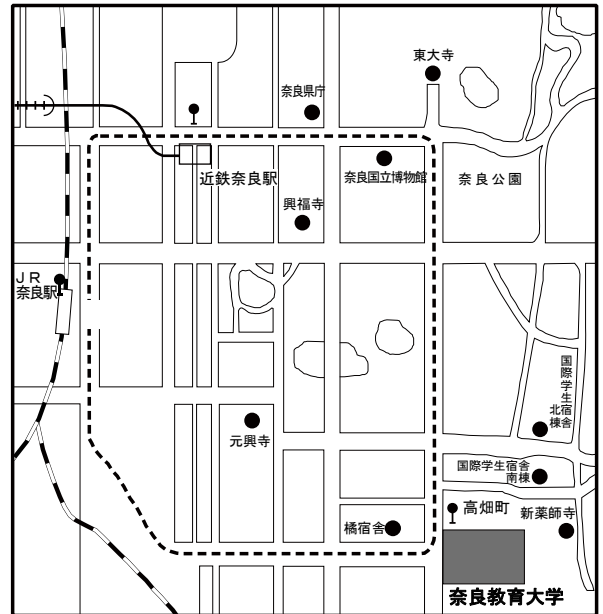 東大寺
奈良県庁
近鉄奈良駅
奈良国立博物館
奈良公園
興福寺
ＪＲ
奈良駅
国際学生宿舎
北棟
元興寺
国際学生宿舎
南棟
高畑町
新薬師寺
橘宿舎
奈良教育大学